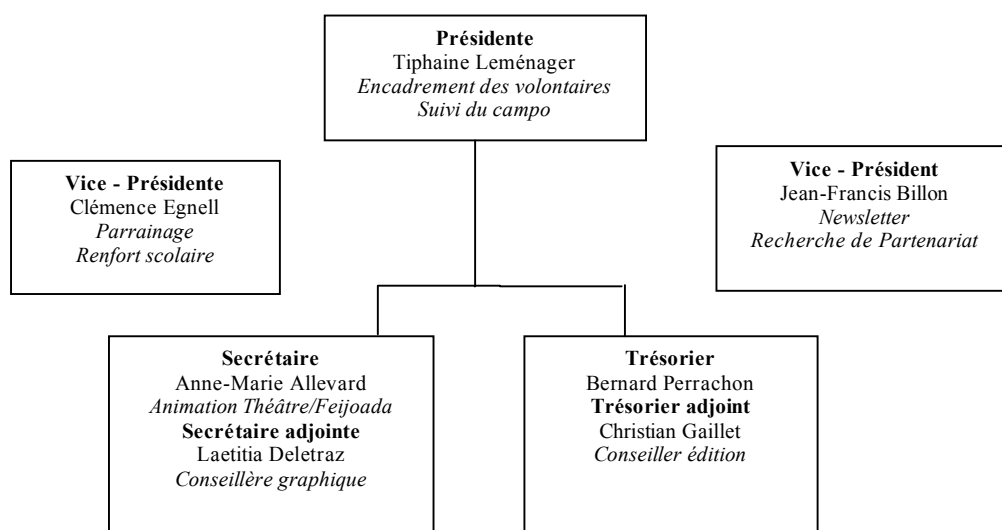 Présidente
Tiphaine Leménager
Encadrement des volontaires
Suivi du campo
Vice - Présidente
Clémence Egnell
Parrainage
Renfort scolaire
Vice - Président
Jean-Francis Billon
Newsletter
Recherche de Partenariat
Secrétaire
Anne-Marie Allevard
Animation Théâtre/Feijoada
Secrétaire adjointe
Laetitia Deletraz
Conseillère graphique
Trésorier
Bernard Perrachon
Trésorier adjoint
Christian Gaillet
Conseiller édition